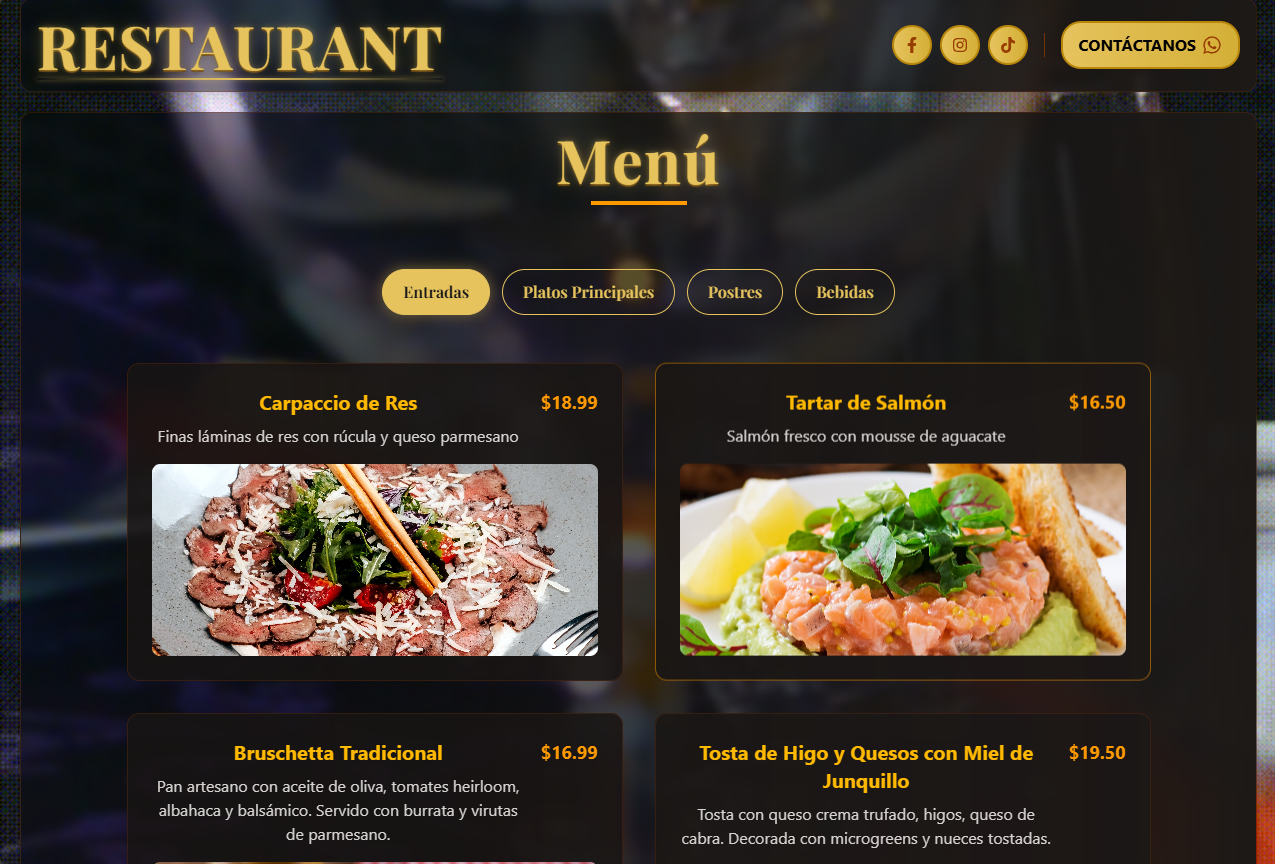 RESTAURANT
CONTÁCTANOS
Menú
Entradas
Platos Principales
Postres
Bebidas
Carpaccio de Res
$18.99
Finas láminas de res con rúcula y queso parmesano
Tartar de Salmón
$16.50
Salmón fresco con mousse de aguacate
Bruschetta Tradicional
$16.99
Pan artesano con aceite de oliva, tomates heirloom,
albahaca y balsámico. Servido con burrata y virutas
de parmesano.
Tosta de Higo y Quesos con Miel de
Junquillo
$19.50
Tosta con queso crema trufado, higos, queso de
cabra. Decorada con microgreens y nueces tostadas.